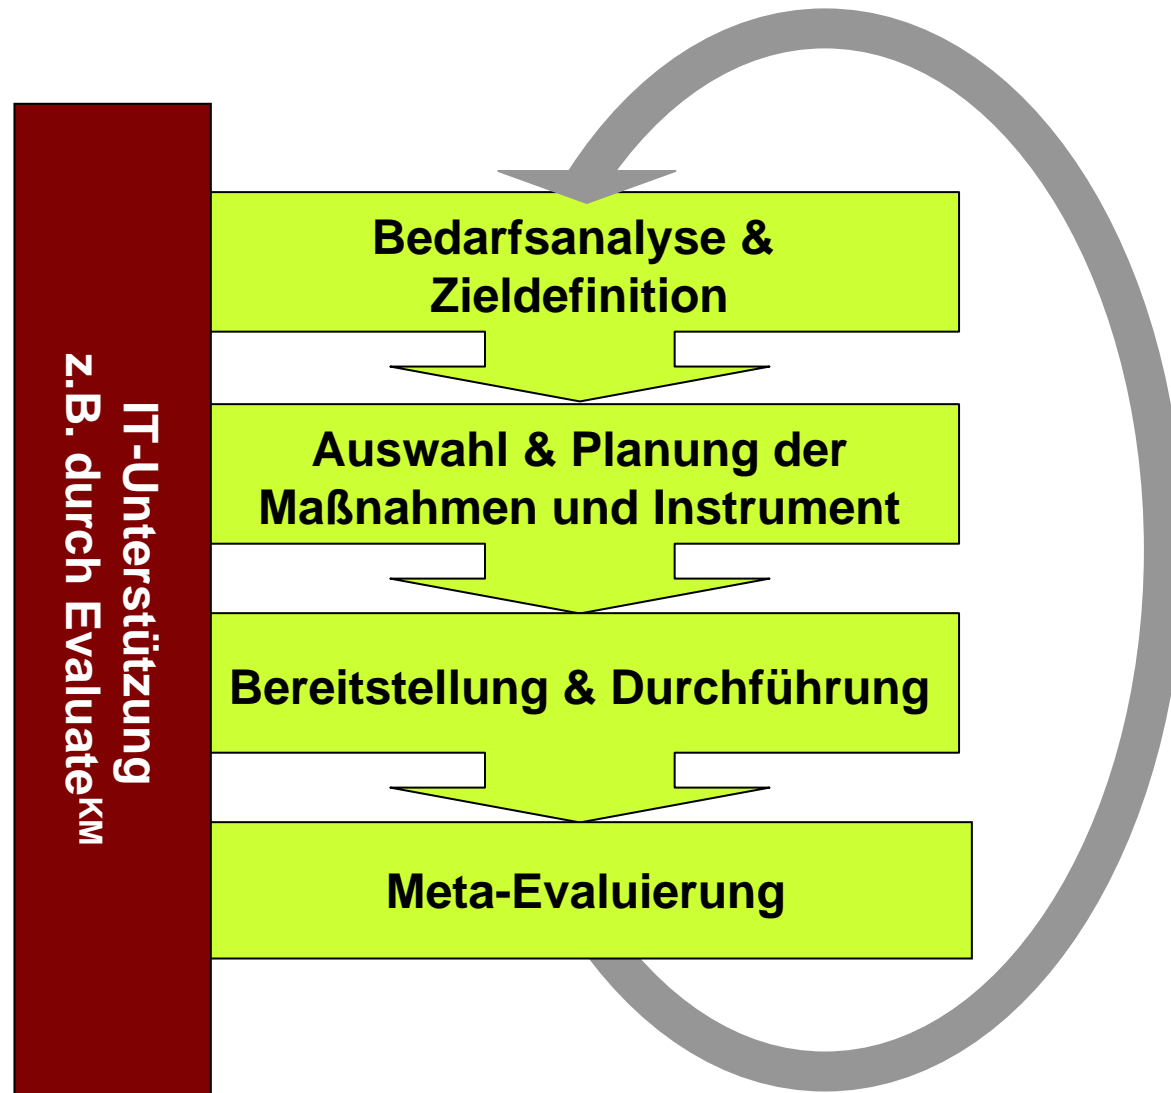 IT-Unterstützung
z.B. durch Evaluateᴷᴹ
Bedarfsanalyse &
Zieldefinition
Auswahl & Planung der
Maßnahmen und Instrument
Bereitstellung & Durchführung
Meta-Evaluierung